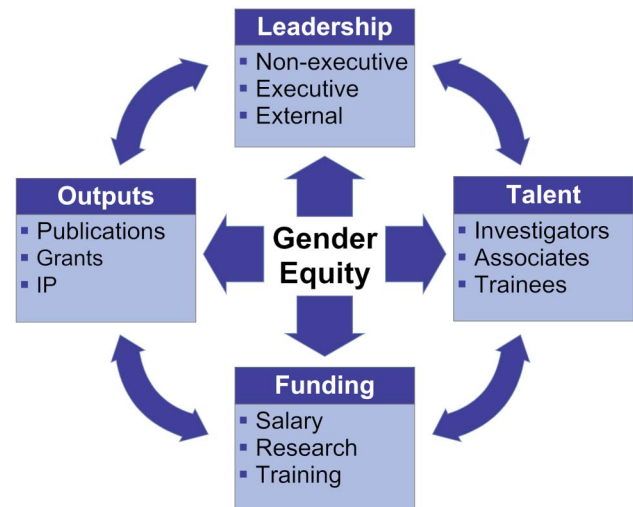 Leadership
▪ Non-executive
▪ Executive
▪ External
Outputs
▪ Publications
▪ Grants
▪ IP
Gender
Equity
Talent
▪ Investigators
▪ Associates
▪ Trainees
Funding
▪ Salary
▪ Research
▪ Training